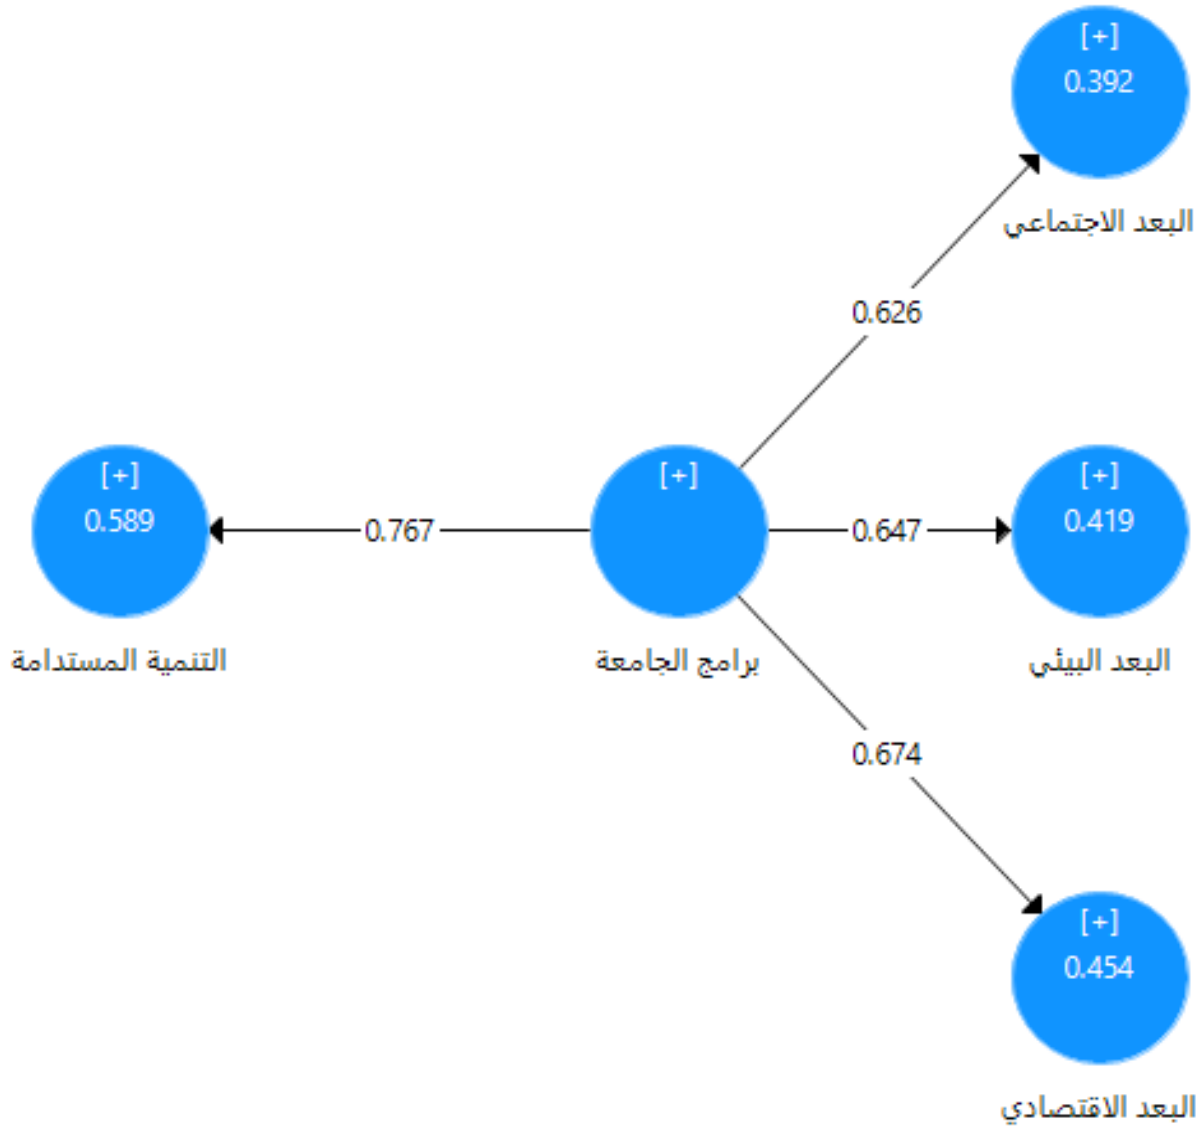 [+]
0.392
البعد الاجتماعي
0.626
[+]
0.589
التنمية المستدامة
0.767
[+]
برامج الجامعة
0.647
[+]
0.419
البعد البيئي
0.674
[+]
0.454
البعد الاقتصادي